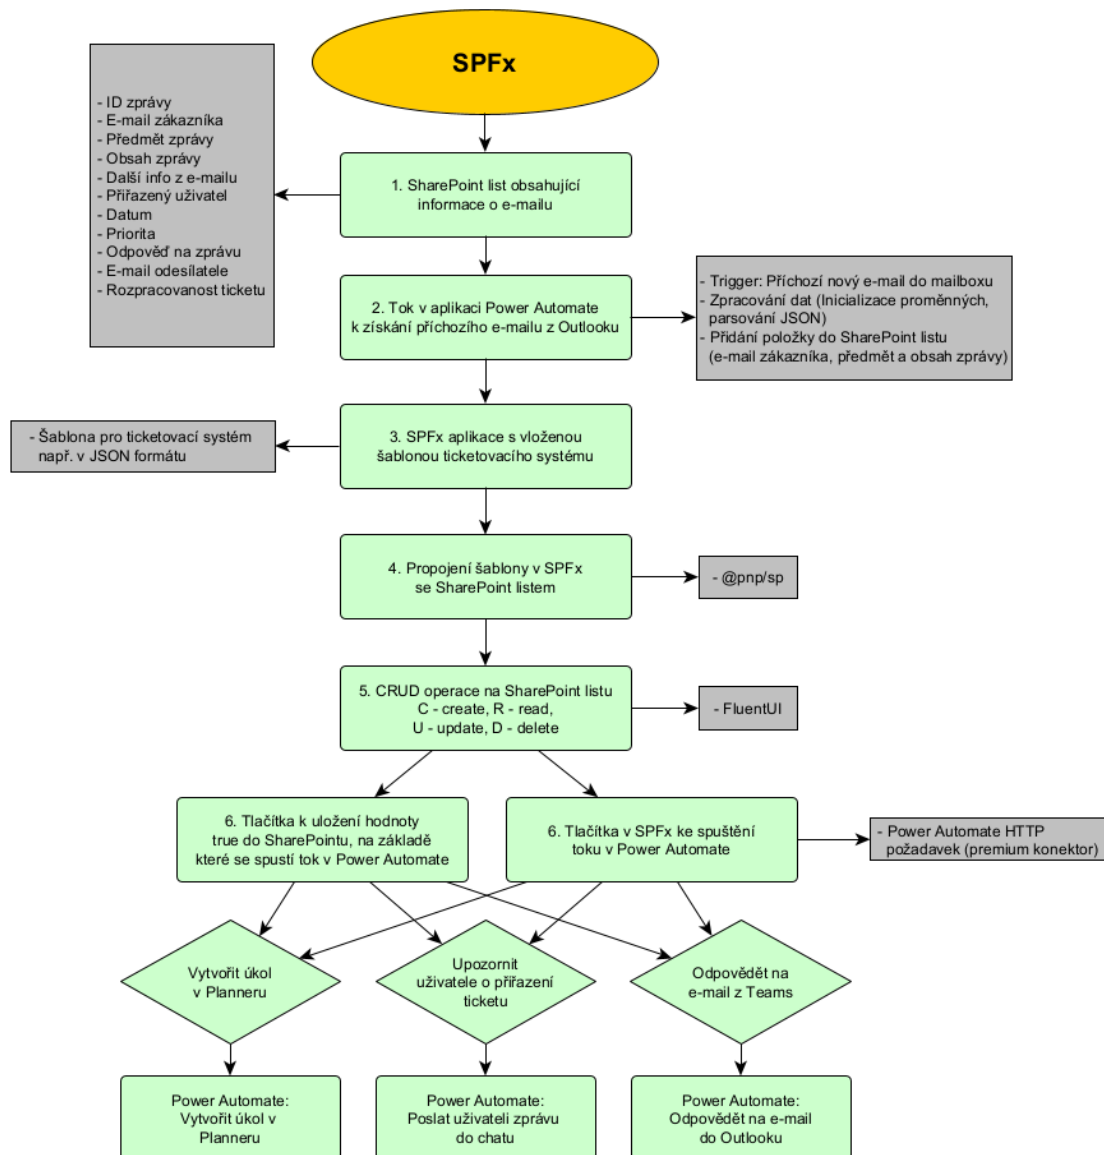 SPFx
- ID zprávy
- E-mail zákazníka
- Předmět zprávy
- Obsah zprávy
- Další info z e-mailu
- Přiřazený uživatel
- Datum
- Priorita
- Odpověď na zprávu
- E-mail odesílatele
- Rozpracovanost ticketu
1. SharePoint list obsahující
informace o e-mailu
2. Tok v aplikaci Power Automate
k získání příchozího e-mailu z Outlooku
- Trigger: Příchozí nový e-mail do mailboxu
- Zpracování dat (Inicializace proměnných,
parsování JSON)
- Přidání položky do SharePoint listu
(e-mail zákazníka, předmět a obsah zprávy)
3. SPFx aplikace s vloženou
šablonou ticketovacího systému
- Šablona pro ticketovací systém
např. v JSON formátu
4. Propojení šablony v SPFx
se SharePoint listem
- @pnp/sp
5. CRUD operace na SharePoint listu
C - create, R - read,
U - update, D - delete
- FluentUI
6. Tlačítka k uložení hodnoty
true do SharePointu, na základě
které se spustí tok v Power Automate
6. Tlačítka v SPFx ke spuštění
toku v Power Automate
- Power Automate HTTP
požadavek (premium konektor)
Vytvořit úkol
v Planneru
Upozornit
uživatele o přiřazení
ticketu
Odpovědět na
e-mail z Teams
Power Automate:
Vytvořit úkol v
Planneru
Power Automate:
Poslat uživateli zprávu
do chatu
Power Automate:
Odpovědět na e-mail
do Outlooku